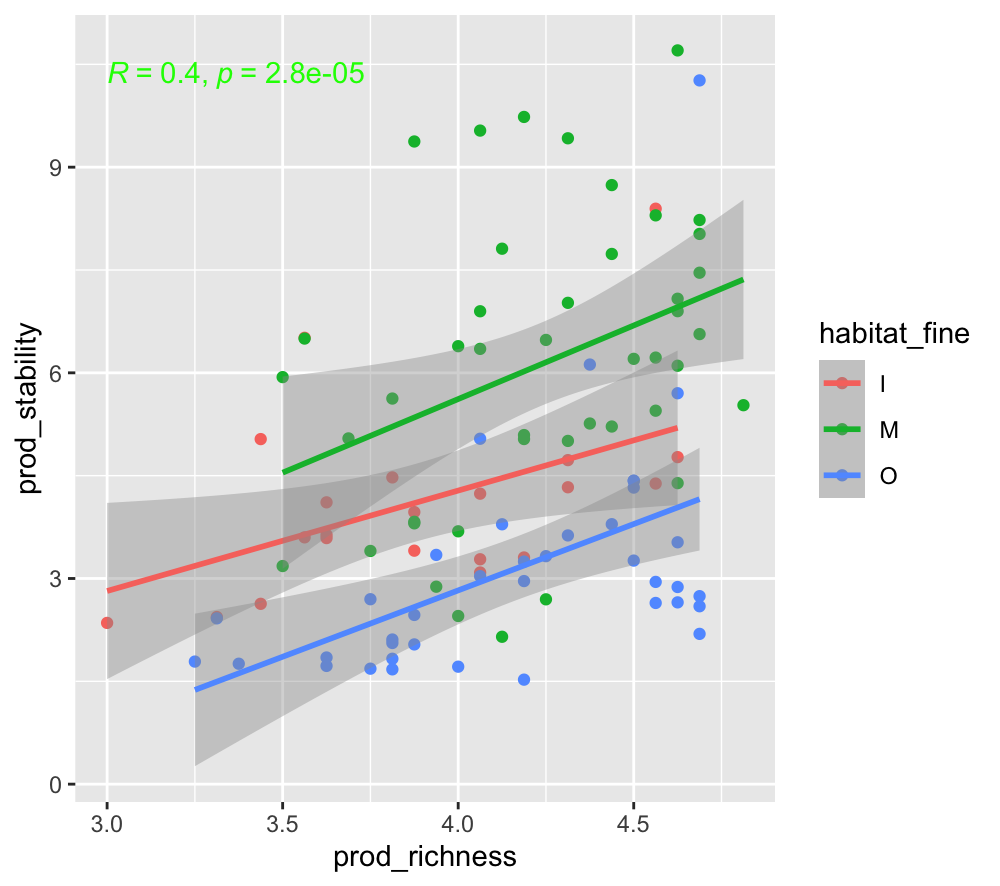 R = 0.4, p = 2.8e-05
9
6
3
0
3.0 3.5 4.0 4.5
prod_richness
prod_stability
habitat_fine
I
M
O